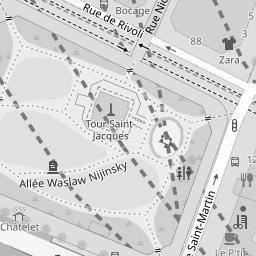 Bocage
Rue de Rivoli
88
Zara
Tour Saint-
Jacques
12
Allée Waslaw Nijinsky
Châtelet
Saint-Martin
Le P'tit